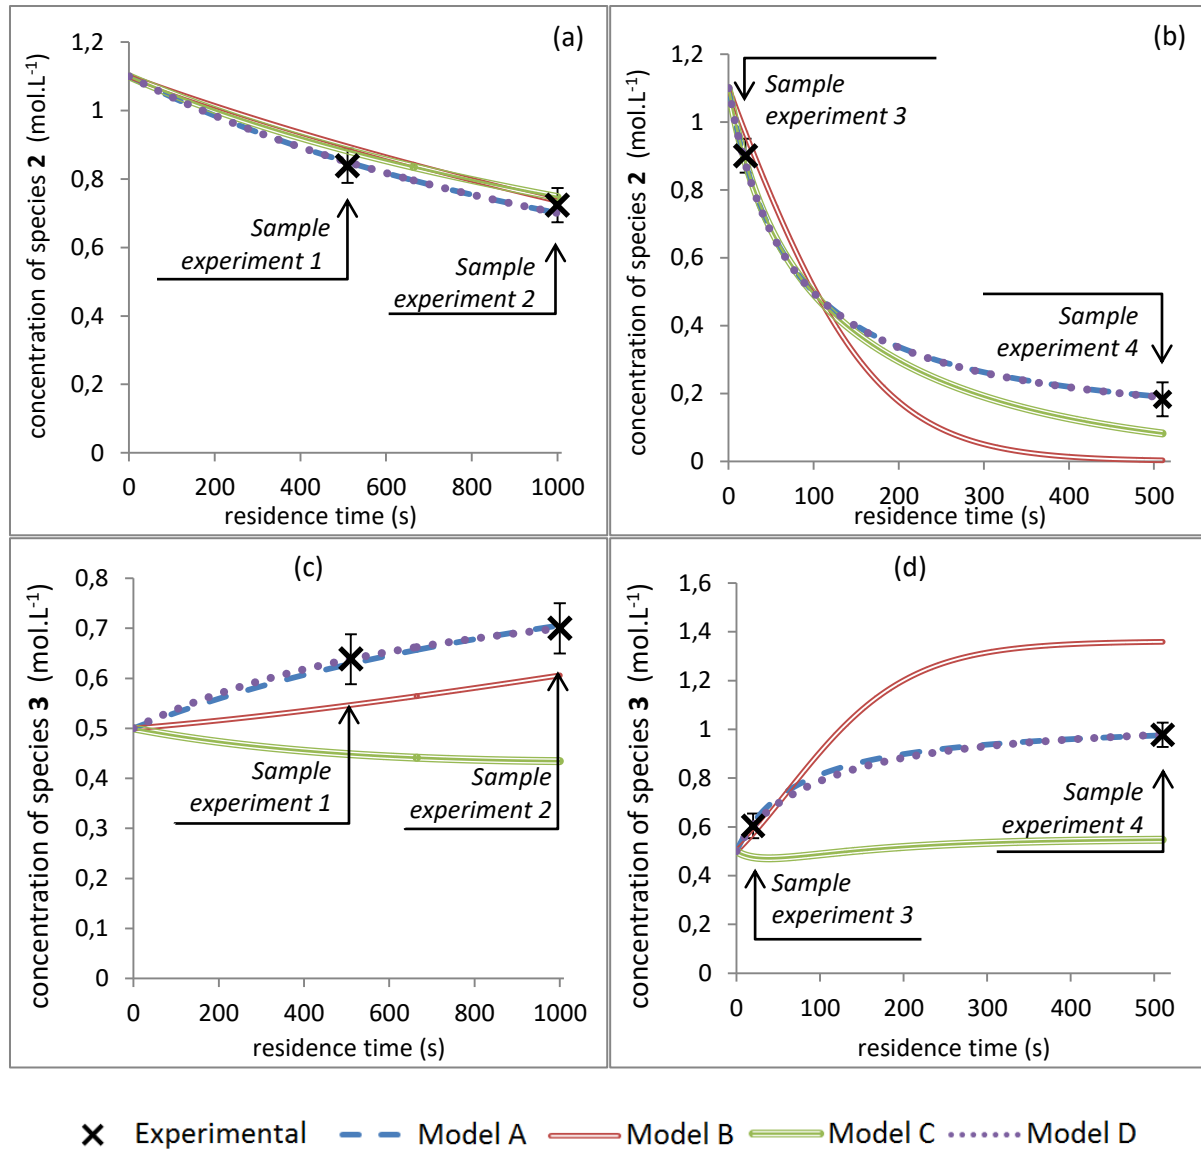 (a)
concentration of species 2 (mol.L-1)
1,2
1
0,8
0,6
0,4
0,2
0
Sample
experiment 1
Sample
experiment 2
0 200 400 600 800 1000
residence time (s)
(b)
concentration of species 2 (mol.L-1)
1,2
1
0,8
0,6
0,4
0,2
0
Sample
experiment 3
Sample
experiment 4
0 100 200 300 400 500
residence time (s)
(c)
concentration of species 3 (mol.L-1)
0,8
0,7
0,6
0,5
0,4
0,3
0,2
0,1
0
Sample
experiment 1
Sample
experiment 2
0 200 400 600 800 1000
residence time (s)
(d)
concentration of species 3 (mol.L-1)
1,6
1,4
1,2
1
0,8
0,6
0,4
0,2
0
Sample
experiment 4
Sample
experiment 3
0 100 200 300 400 500
residence time (s)
Experimental Model A Model B Model C Model D